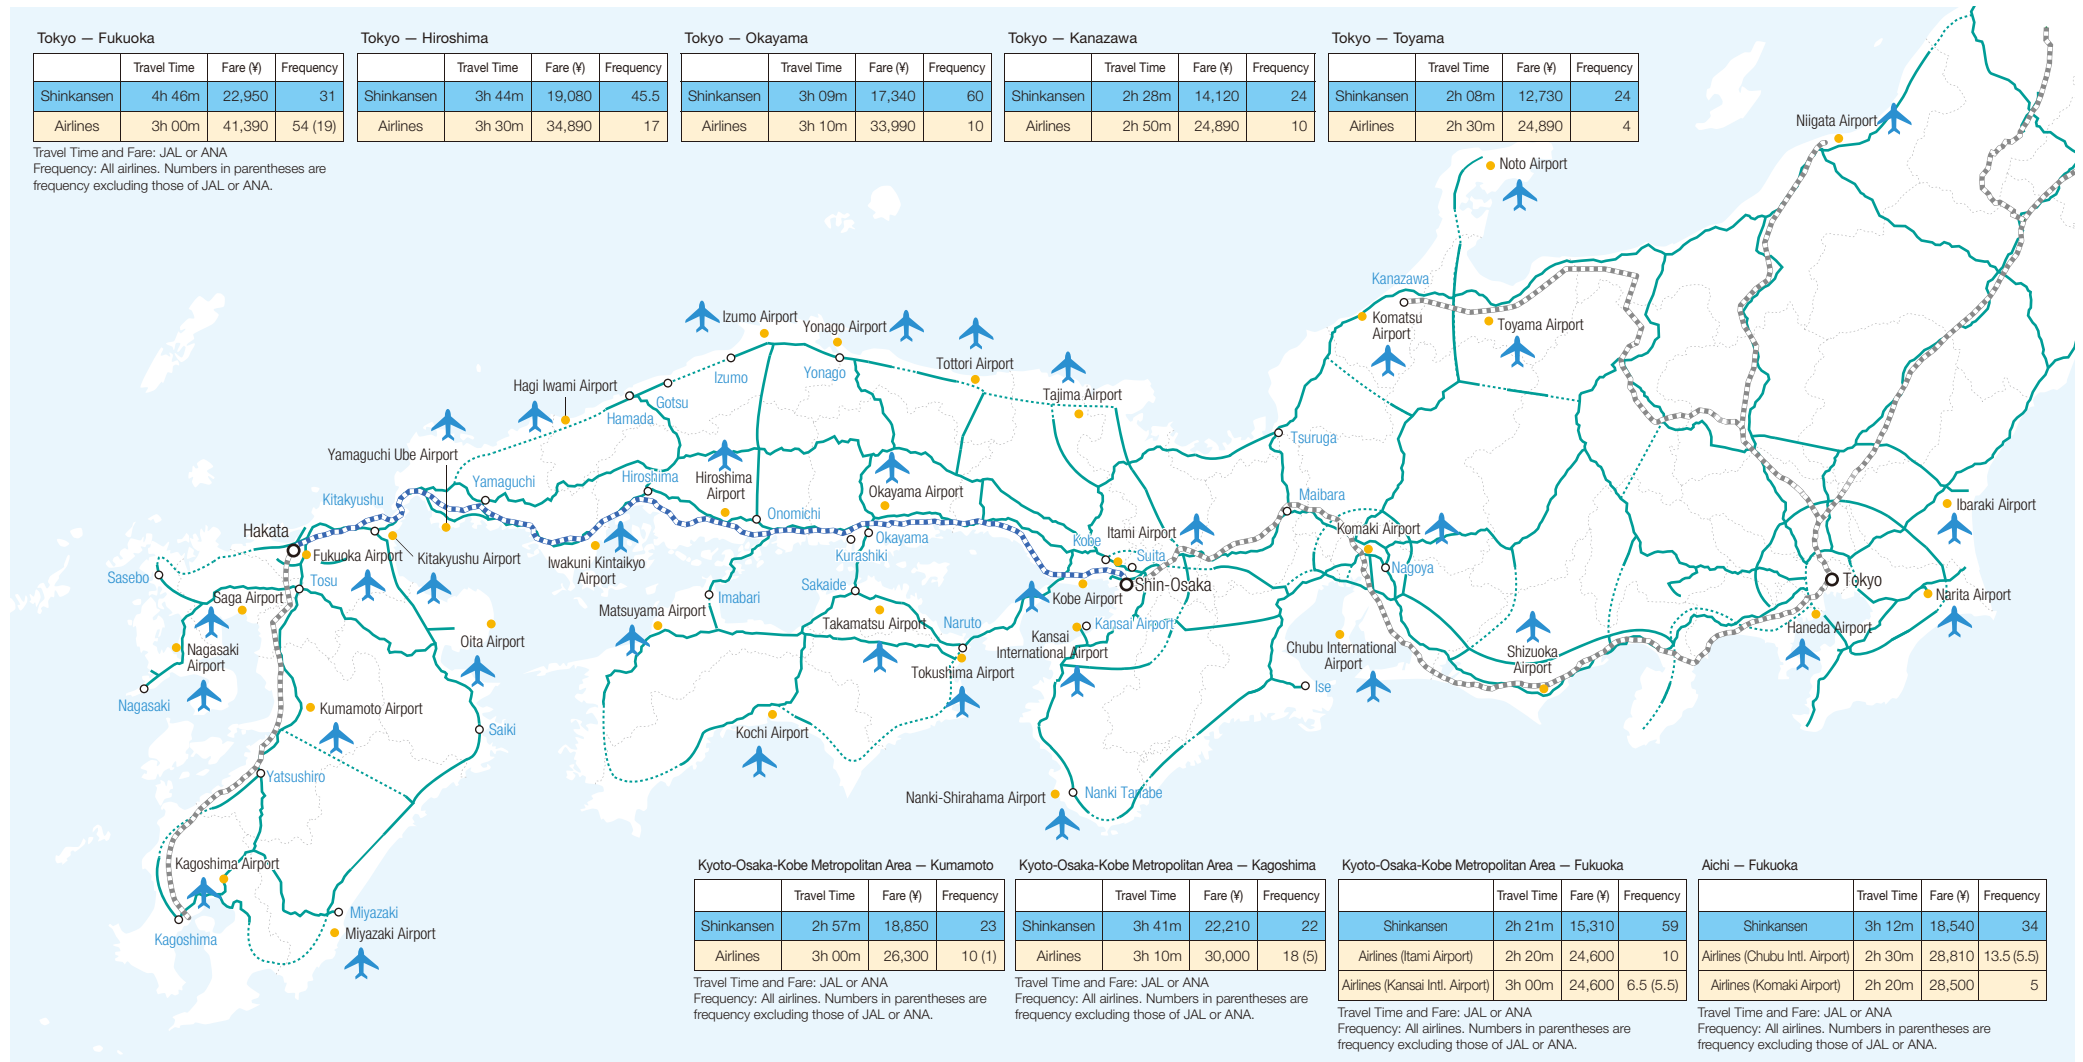 Tokyo — Fukuoka
Travel Time Fare (¥) Frequency
Shinkansen 4h 46m 22,950 31
Airlines 3h 00m 41,390 54 (19)
Travel Time and Fare: JAL or ANA
Frequency: All airlines. Numbers in parentheses are
frequency excluding those of JAL or ANA.
Tokyo — Hiroshima
Travel Time Fare (¥) Frequency
Shinkansen 3h 44m 19,080 45.5
Airlines 3h 30m 34,890 17
Tokyo — Okayama
Travel Time Fare (¥) Frequency
Shinkansen 3h 09m 17,340 60
Airlines 3h 10m 33,990 10
Tokyo — Kanazawa
Travel Time Fare (¥) Frequency
Shinkansen 2h 28m 14,120 24
Airlines 2h 50m 24,890 10
Tokyo — Toyama
Travel Time Fare (¥) Frequency
Shinkansen 2h 08m 12,730 24
Airlines 2h 30m 24,890 4
Niigata Airport
Noto Airport
Kanazawa
Komatsu
Airport
Toyama Airport
Izumo Airport
Yonago Airport
Tottori Airport
Tajima Airport
Izumo
Yonago
Hagi Iwami Airport
Gotsu
Hamada
Tsuruga
Yamaguchi Ube Airport
Yamaguchi
Hiroshima
Hiroshima
Airport
Okayama Airport
Maibara
Kitakyushu
Onomichi
Ibaraki Airport
Hakata
Fukuoka Airport
Kitakyushu Airport
Iwakuni Kintaikyo
Airport
Okayama
Kurashiki
Itami Airport
Kobe
Suita
Komaki Airport
Nagoya
Sasebo
Tosu
Saga Airport
Imabari
Sakaide
Kobe Airport
Shin-Osaka
Tokyo
Narita Airport
Matsuyama Airport
Takamatsu Airport
Naruto
Kansai Airport
Kansai
International Airport
Haneda Airport
Oita Airport
Nagasaki
Airport
Tokushima Airport
Chubu International
Airport
Shizuoka
Airport
Ise
Nagasaki
Kumamoto Airport
Saiki
Kochi Airport
Yatsushiro
Nanki-Shirahama Airport
Nanki Tanabe
Kagoshima Airport
Miyazaki
Miyazaki Airport
Kagoshima
Kyoto-Osaka-Kobe Metropolitan Area — Kumamoto
Travel Time Fare (¥) Frequency
Shinkansen 2h 57m 18,850 23
Airlines 3h 00m 26,300 10 (1)
Travel Time and Fare: JAL or ANA
Frequency: All airlines. Numbers in parentheses are
frequency excluding those of JAL or ANA.
Kyoto-Osaka-Kobe Metropolitan Area — Kagoshima
Travel Time Fare (¥) Frequency
Shinkansen 3h 41m 22,210 22
Airlines 3h 10m 30,000 18 (5)
Travel Time and Fare: JAL or ANA
Frequency: All airlines. Numbers in parentheses are
frequency excluding those of JAL or ANA.
Kyoto-Osaka-Kobe Metropolitan Area — Fukuoka
Travel Time Fare (¥) Frequency
Shinkansen 2h 21m 15,310 59
Airlines (Itami Airport) 2h 20m 24,600 10
Airlines (Kansai Intl. Airport) 3h 00m 24,600 6.5 (5.5)
Travel Time and Fare: JAL or ANA
Frequency: All airlines. Numbers in parentheses are
frequency excluding those of JAL or ANA.
Aichi — Fukuoka
Travel Time Fare (¥) Frequency
Shinkansen 3h 12m 18,540 34
Airlines (Chubu Intl. Airport) 2h 30m 28,810 13.5 (5.5)
Airlines (Komaki Airport) 2h 20m 28,500 5
Travel Time and Fare: JAL or ANA
Frequency: All airlines. Numbers in parentheses are
frequency excluding those of JAL or ANA.